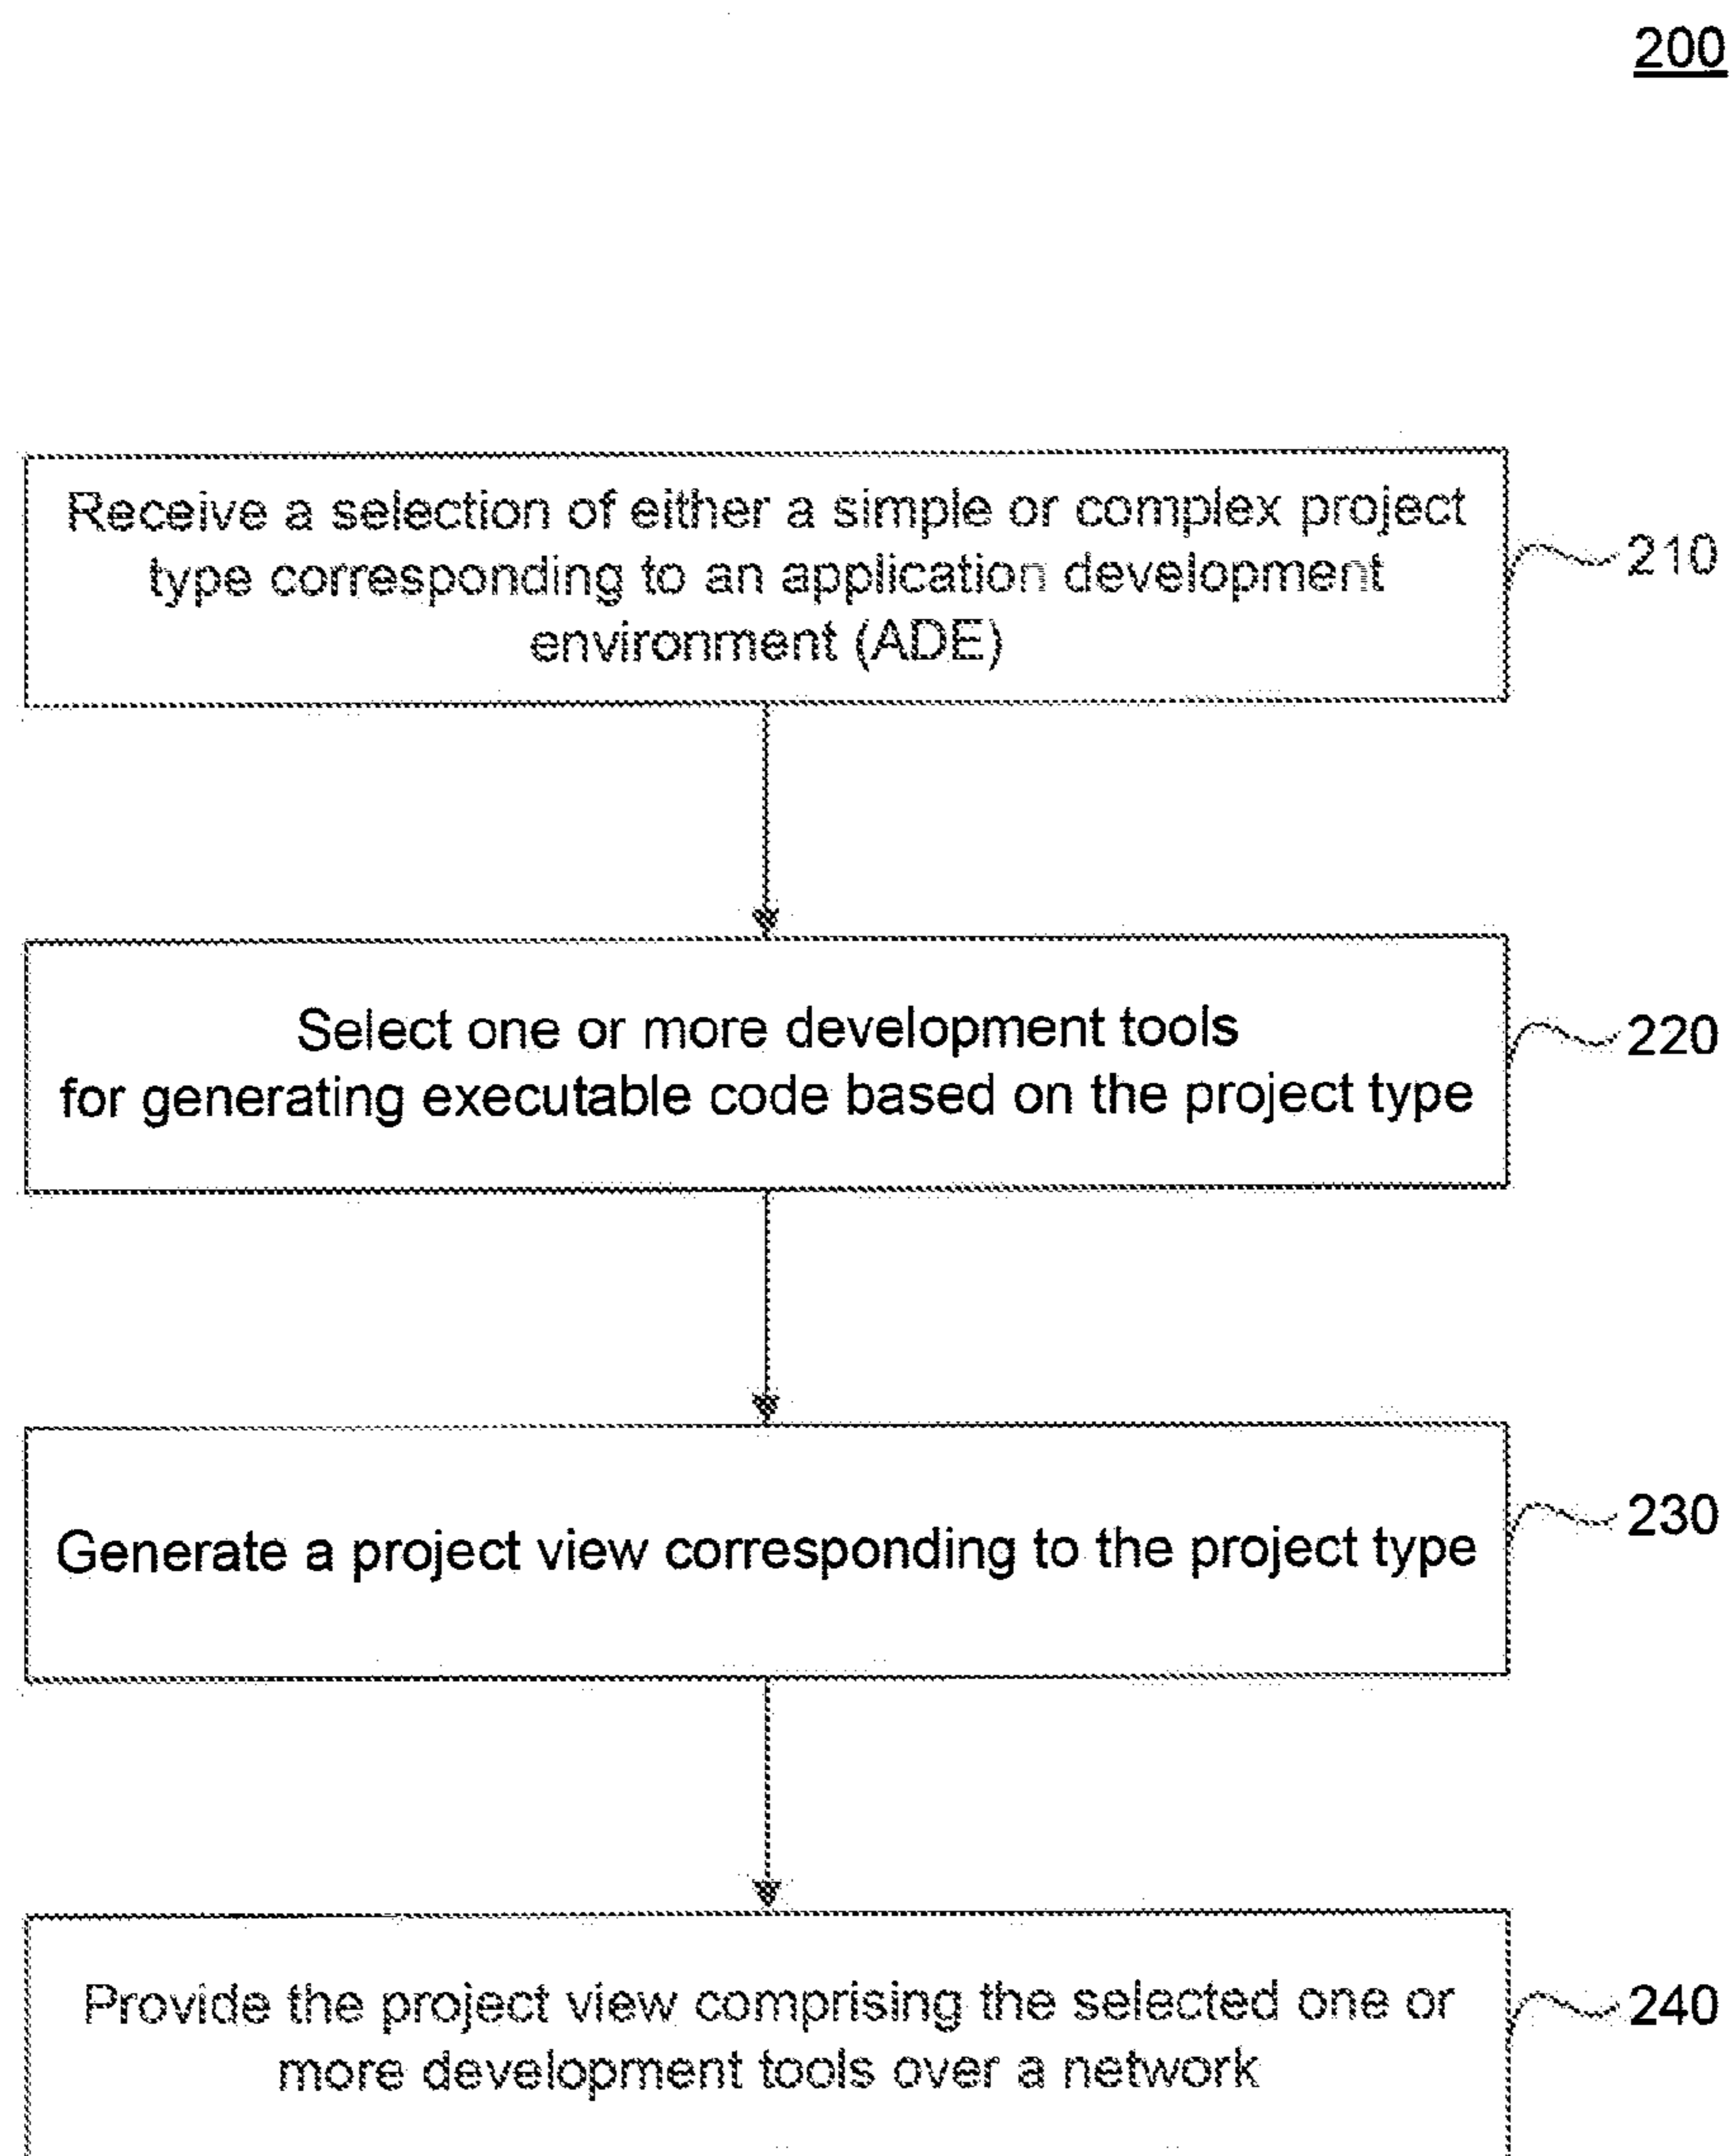 200
Receive a selection of either a simple or complex project
type corresponding to an application development
environment (ADE)
210
Select one or more development tools
for generating executable code based on the project type
220
Generate a project view corresponding to the project type
230
Provide the project view comprising the selected one or
more development tools over a network
240